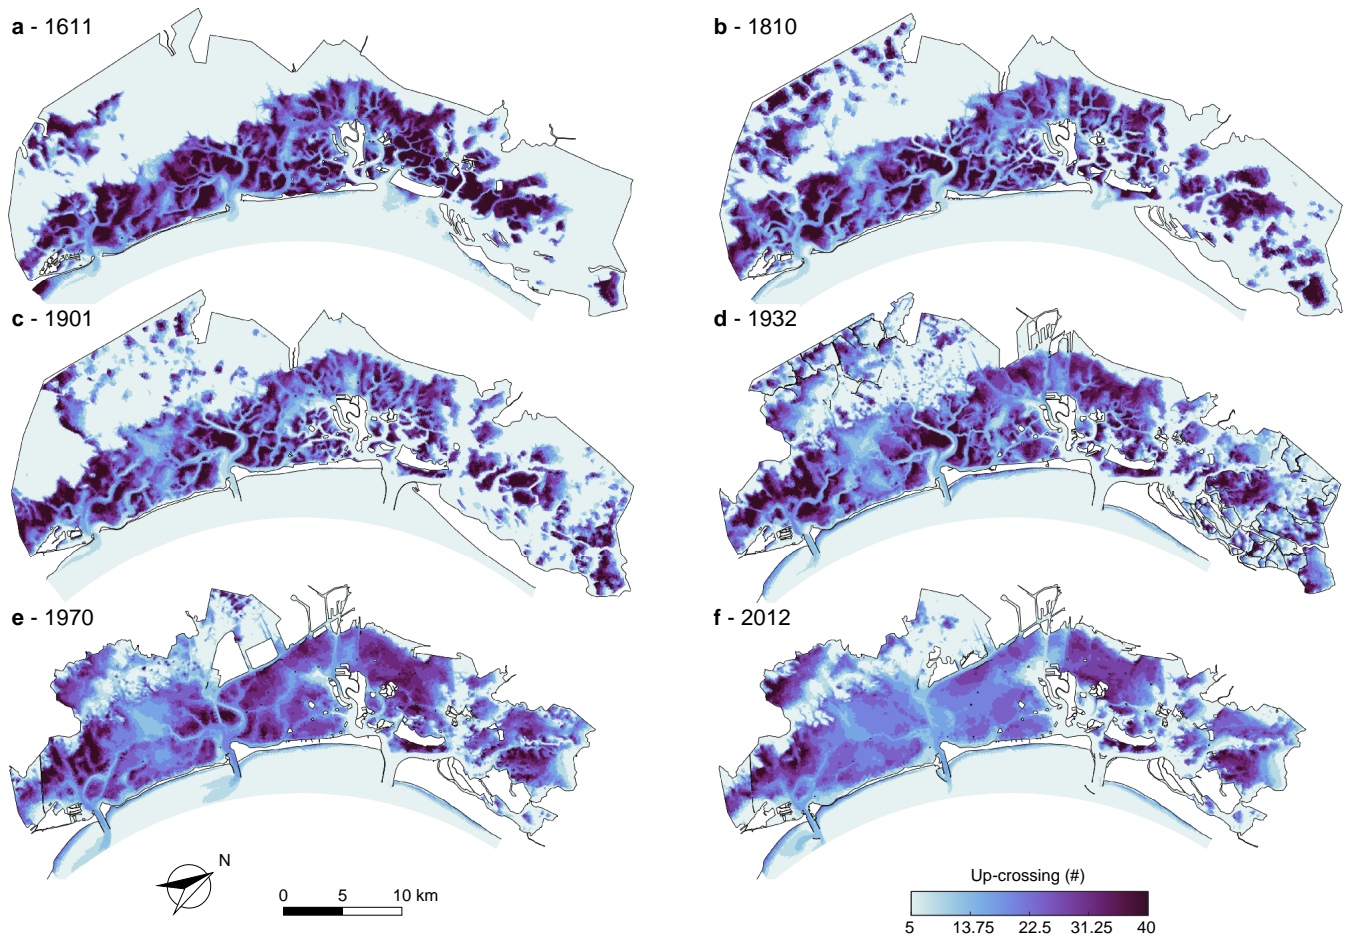 a - 1611
b - 1810
c - 1901
d - 1932
e - 1970
f - 2012
N
0 5 10 km
Up-crossing (#)
5 13.75 22.5 31.25 40